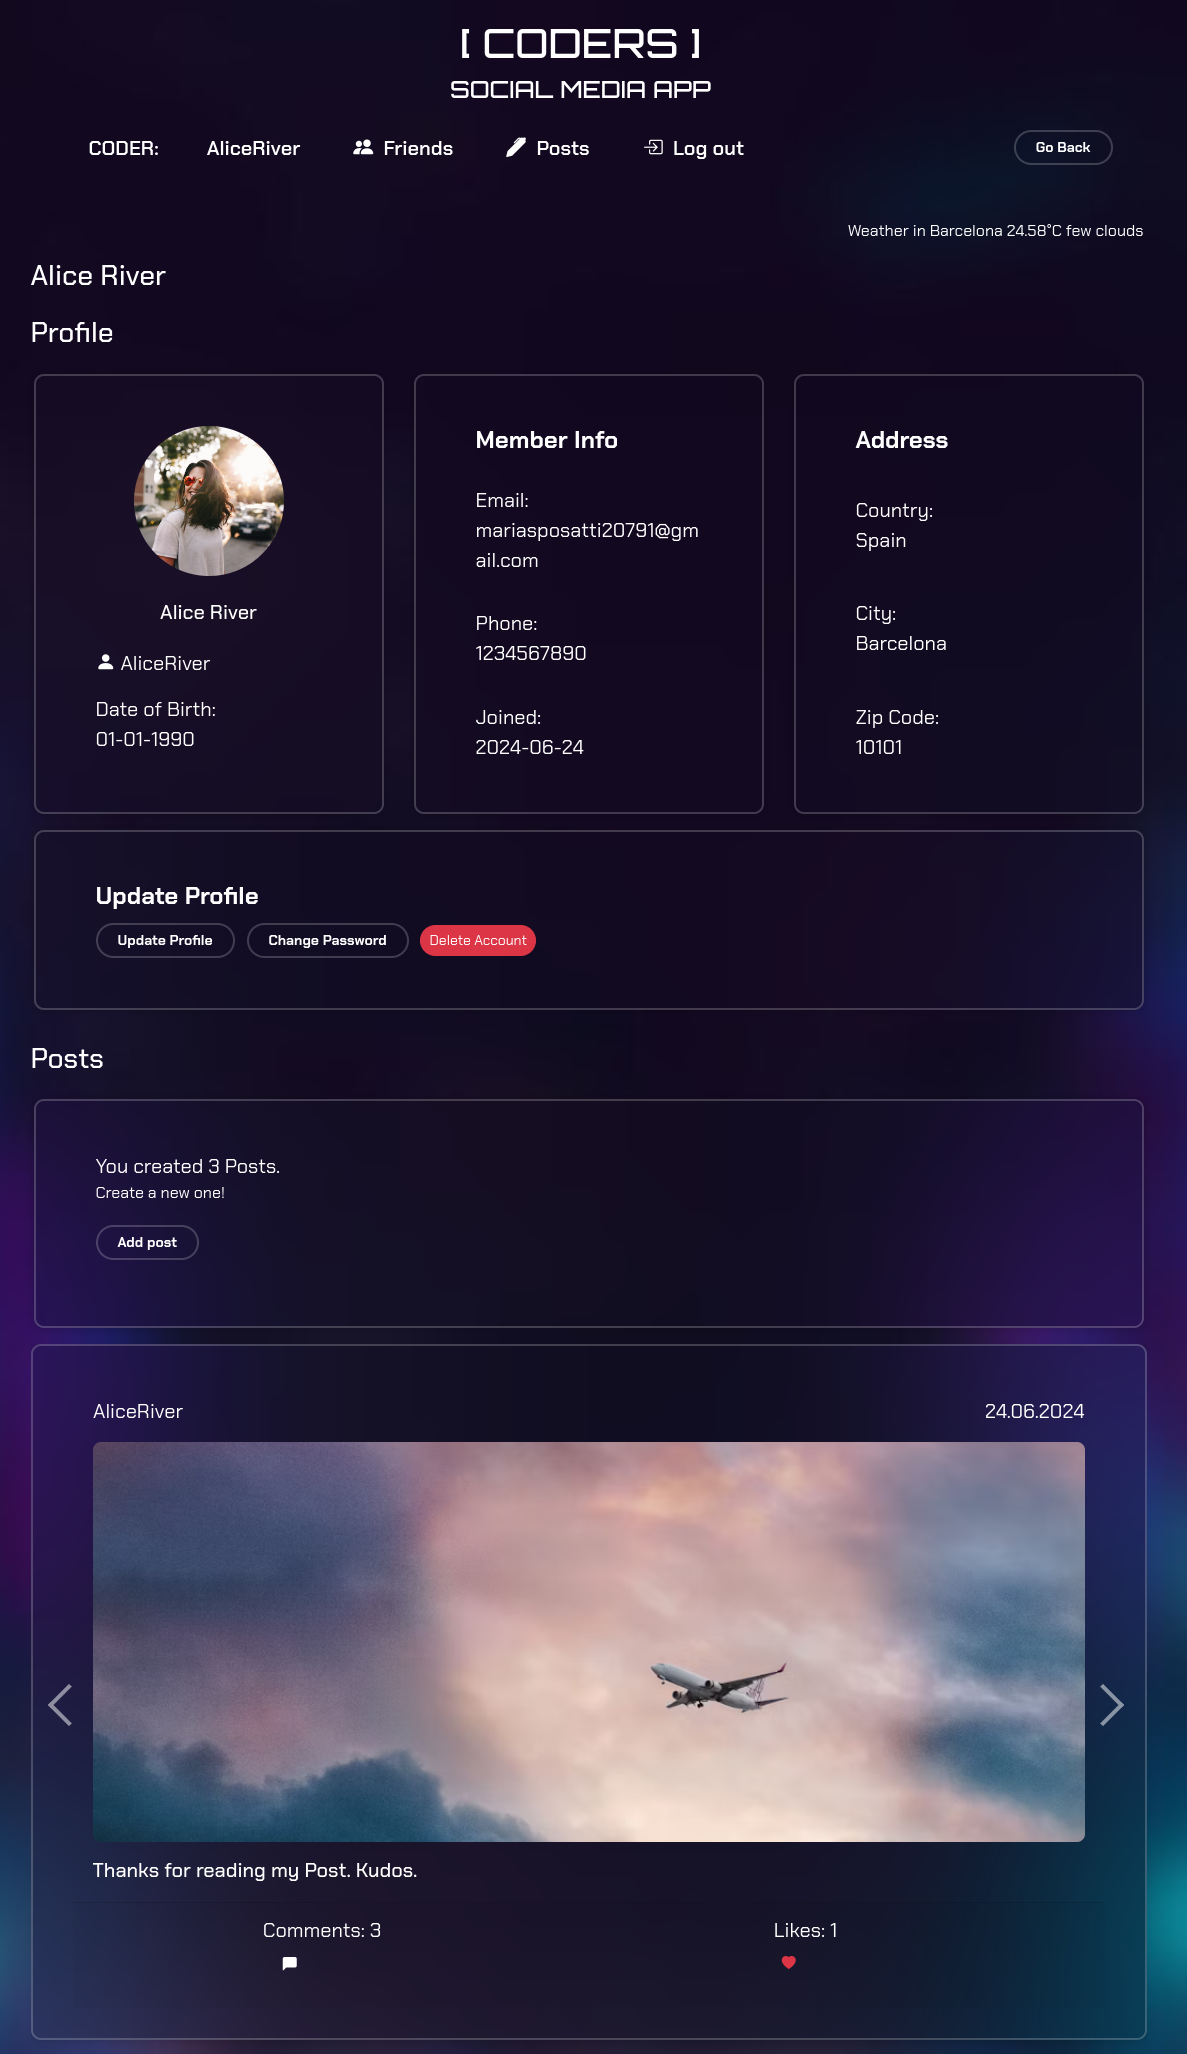 [ CODERS ]
SOCIAL MEDIA APP
CODER: AliceRiver Friends Posts Log out Go Back
Weather in Barcelona 24.58°C few clouds
Alice River
Profile
Alice River
AliceRiver
Date of Birth:
01-01-1990
Member Info
Email:
mariasposatti20791@gm
ail.com
Phone:
1234567890
Joined:
2024-06-24
Address
Country:
Spain
City:
Barcelona
Zip Code:
10101
Update Profile
Update Profile Change Password Delete Account
Posts
You created 3 Posts.
Create a new one!
Add post
AliceRiver 24.06.2024
Thanks for reading my Post. Kudos.
Comments: 3 Likes: 1